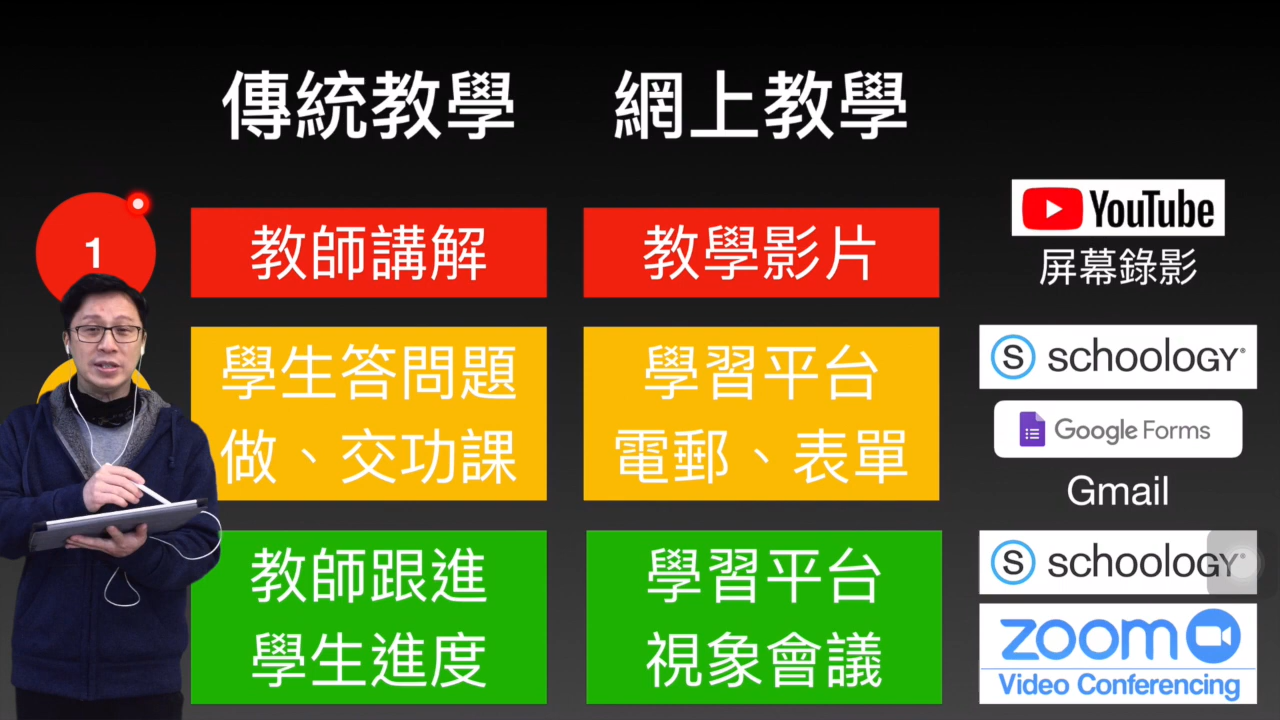 傳統教學 網上教學
1 教師講解 教學影片 YouTube
屏幕錄影
學生答問題 學習平台 S schoology®
做、交功課 電郵、表單 Google Forms
Gmail
教師跟進 學習平台 S schoology®
學生進度 視象會議 zoom
Video Conferencing